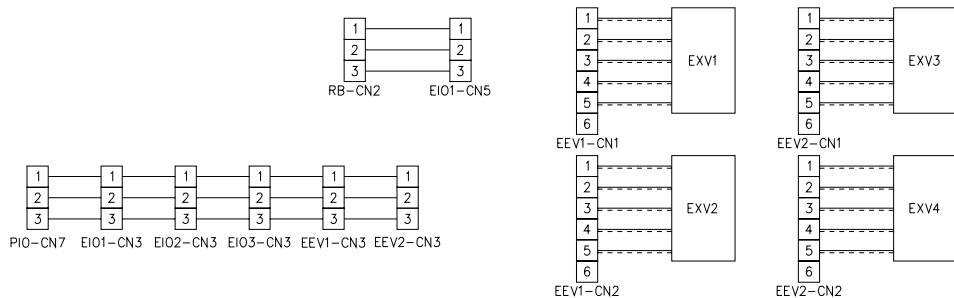 1 1
2 2
3 3
RB-CN2 EIO1-CN5
1 1 1 1 1 1
2 2 2 2 2 2
3 3 3 3 3 3
PIO-CN7 EIO1-CN3 EIO2-CN3 EIO3-CN3 EEV1-CN3 EEV2-CN3
1
2
3 EXV1
4
5
6
EEV1-CN1
1
2
3 EXV3
4
5
6
EEV2-CN1
1
2
3 EXV2
4
5
6
EEV1-CN2
1
2
3 EXV4
4
5
6
EEV2-CN2